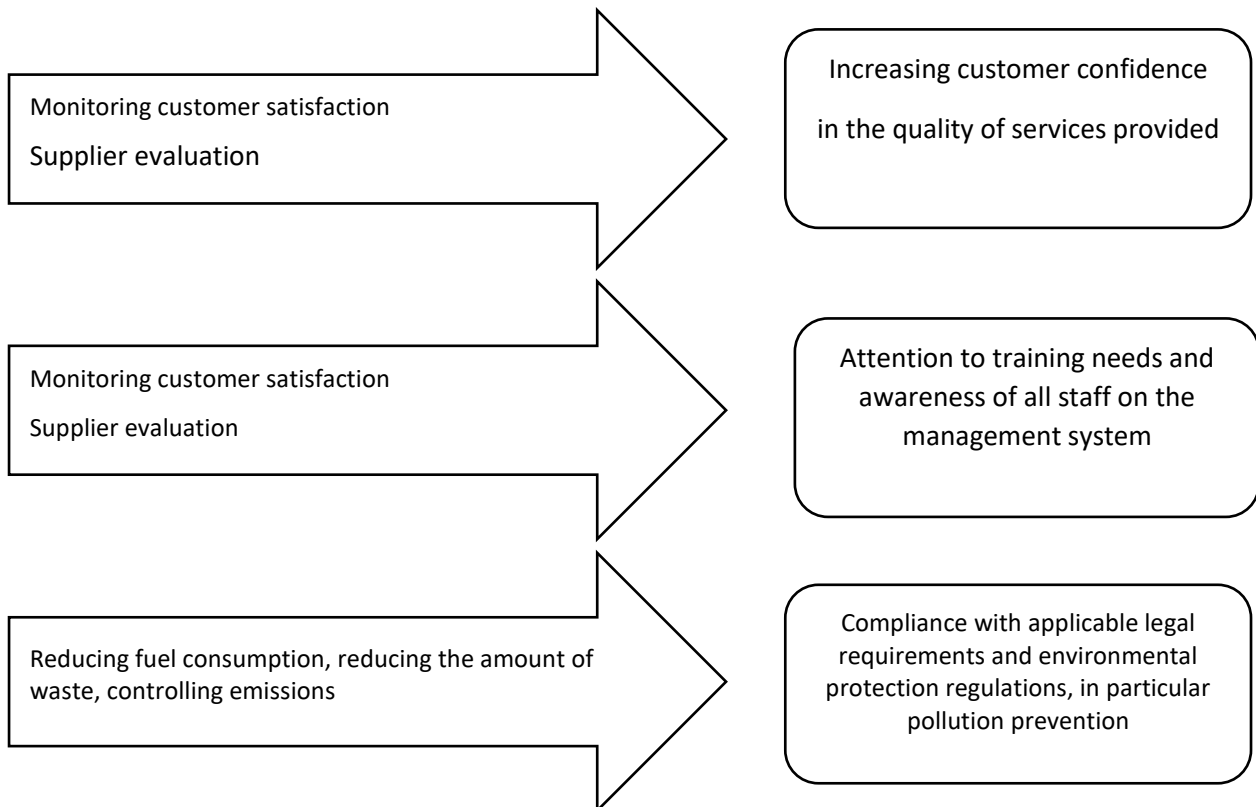 Monitoring customer satisfaction
Supplier evaluation
Increasing customer confidence
in the quality of services provided
Monitoring customer satisfaction
Supplier evaluation
Attention to training needs and
awareness of all staff on the
management system
Reducing fuel consumption, reducing the amount of
waste, controlling emissions
Compliance with applicable legal
requirements and environmental
protection regulations, in particular
pollution prevention